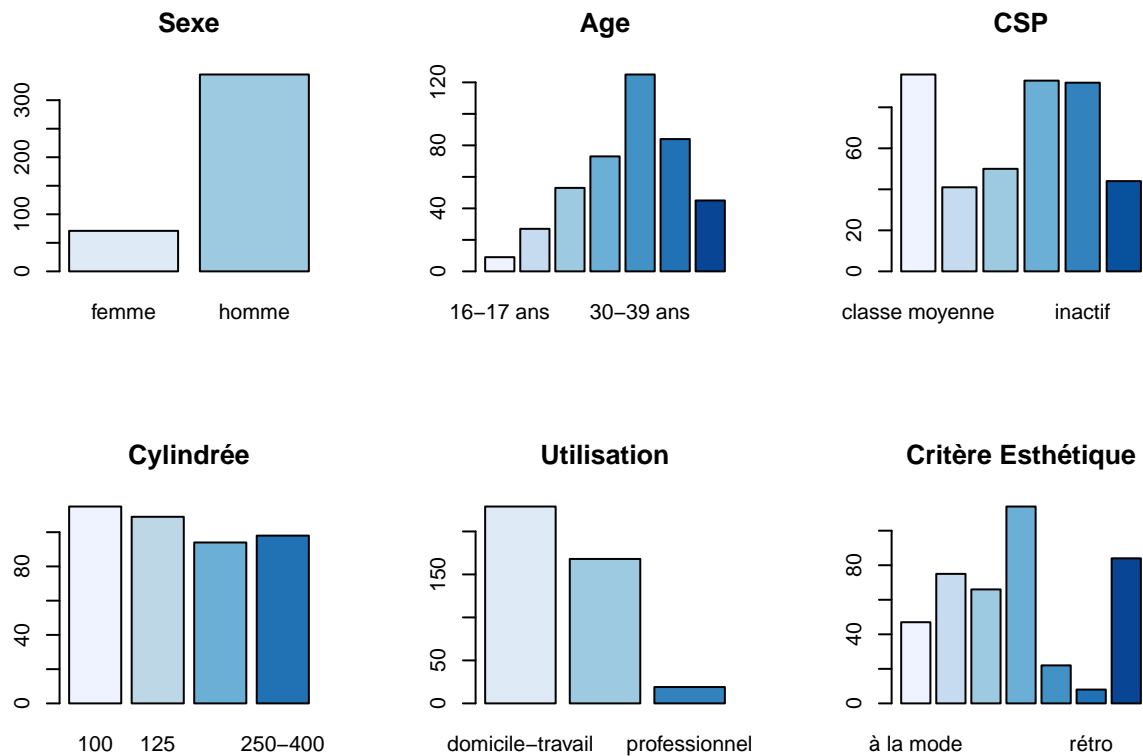 Sexe
0 100 200 300
femme homme
Age
0 40 80 120
16−17 ans 30−39 ans
CSP
0 20 60
classe moyenne inactif
Cylindrée
0 40 80
100 125 250−400
Utilisation
0 50 150
domicile−travail professionnel
Critère Esthétique
0 40 80
à la mode rétro